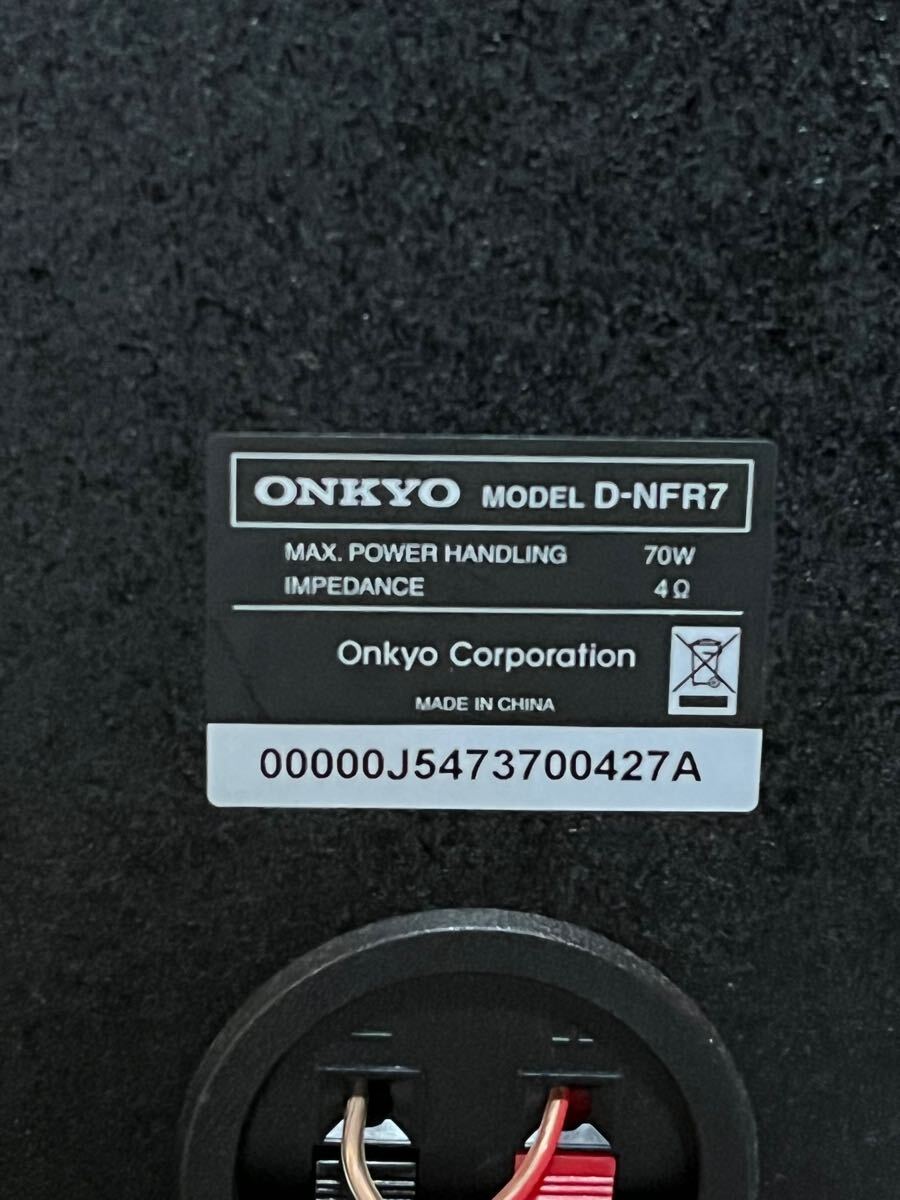 ONKYO MODEL D-NFR7
MAX. POWER HANDLING 70W
IMPEDANCE 4Ω
Onkyo Corporation
MADE IN CHINA
00000J5473700427A